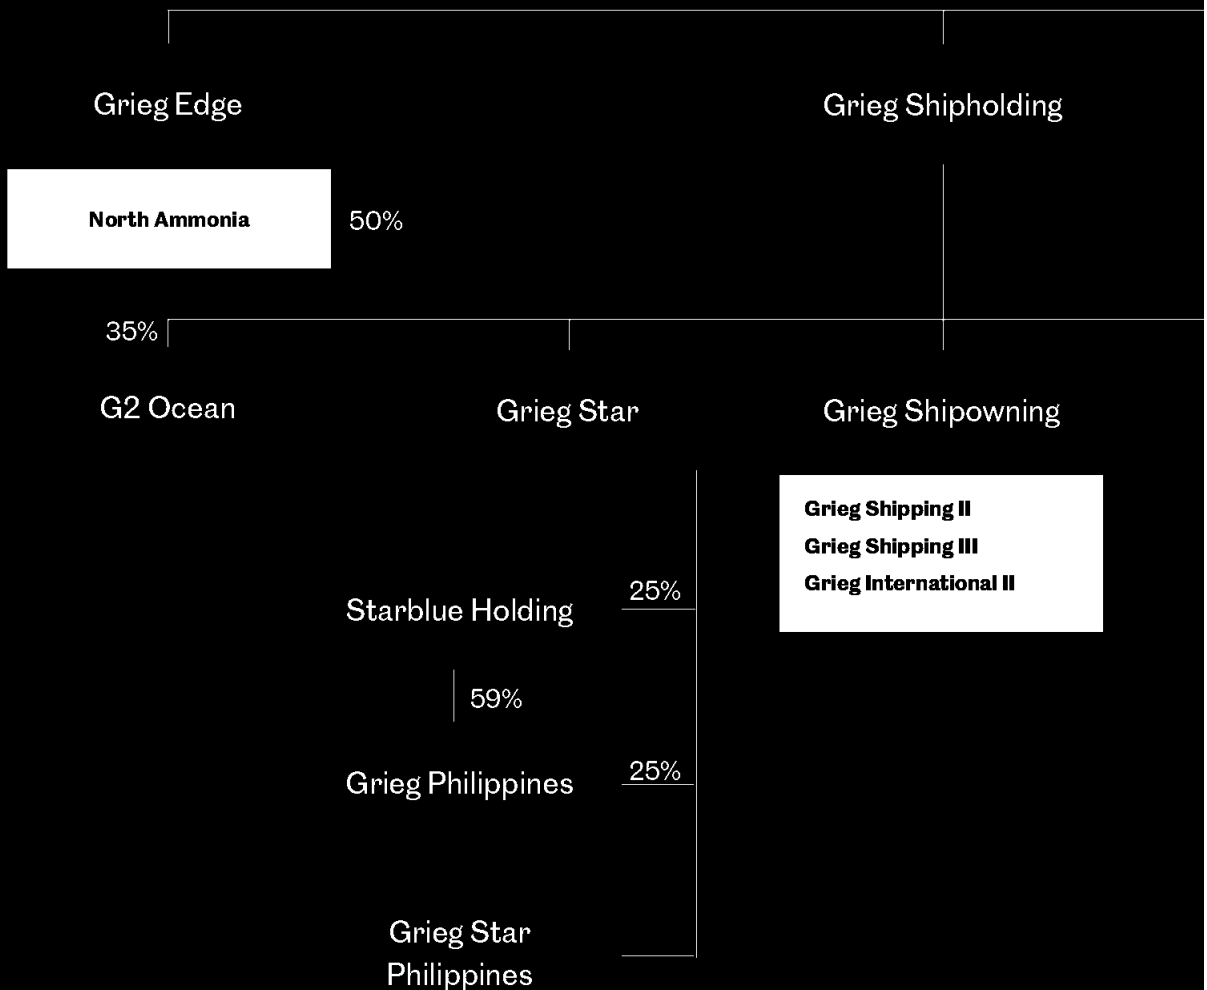 Grieg Edge
Grieg Shipholding
North Ammonia
50%
35%
G2 Ocean
Grieg Star
Grieg Shipowning
Grieg Shipping II
Grieg Shipping III
Grieg International II
25%
Starblue Holding
59%
25%
Grieg Philippines
Grieg Star
Philippines